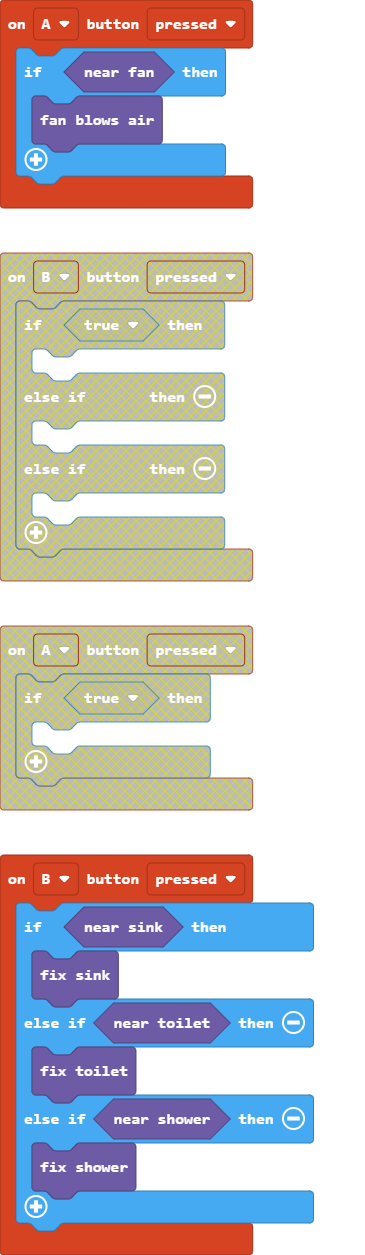 on A button pressed
if near fan then
fan blows air
on B button pressed
if true then
else if then
else if then
on A button pressed
if true then
on B button pressed
if near sink then
fix sink
else if near toilet then
fix toilet
else if near shower then
fix shower